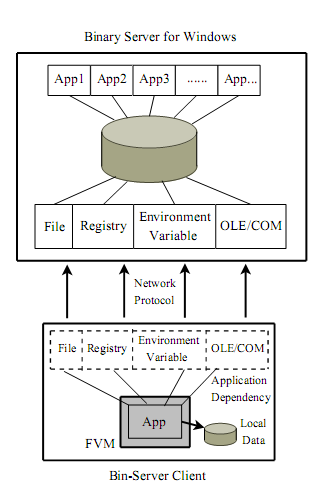 Binary Server for Windows
App1 App2 App3 ...... App...
File Registry Environment Variable OLE/COM
Network
Protocol
File Registry Environment Variable OLE/COM
Application
Dependency
App
Local
Data
FVM
Bin-Server Client